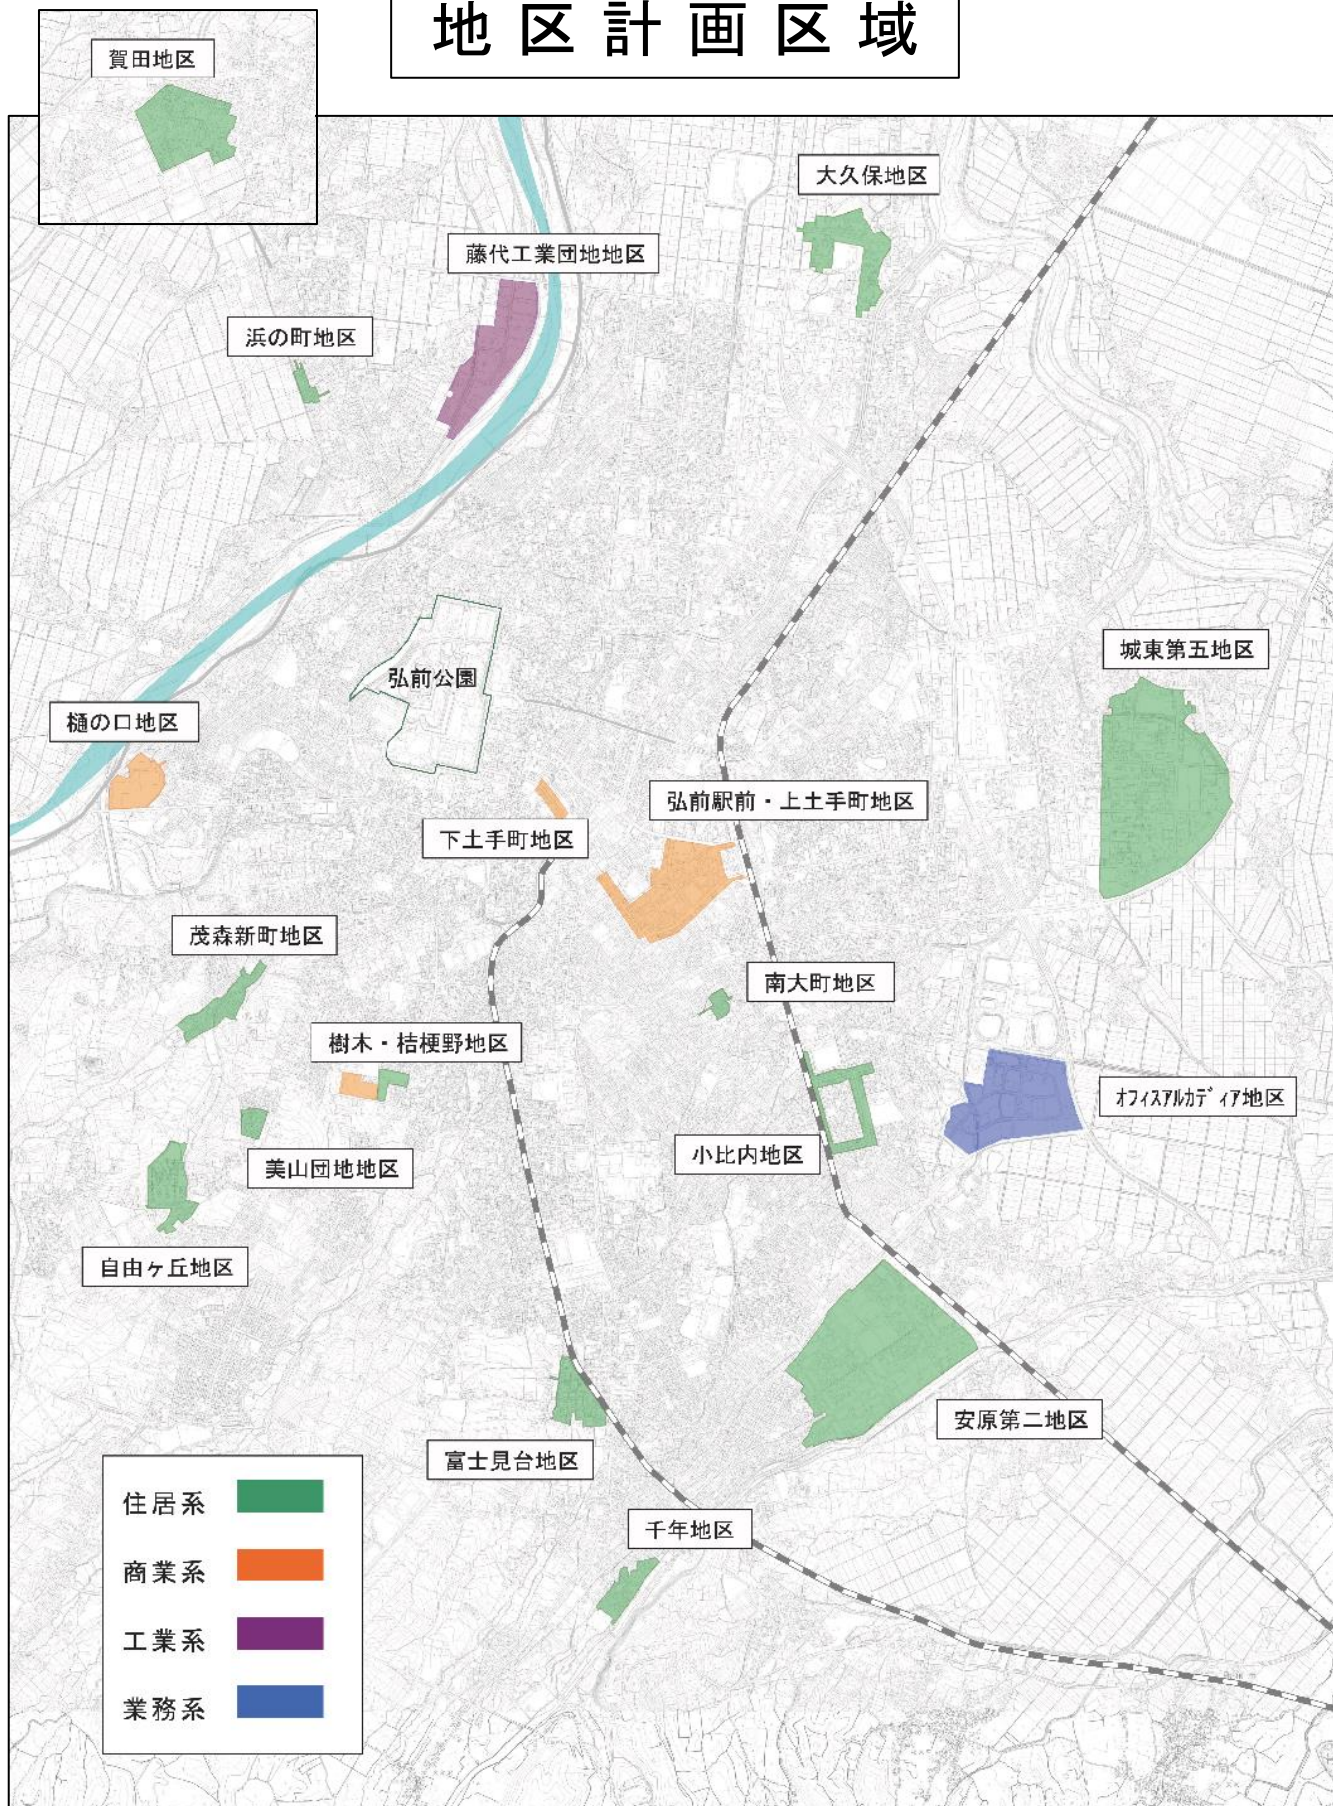 地区計画区域
賀田地区
大久保地区
藤代工業団地地区
浜の町地区
城東第五地区
弘前公園
樋の口地区
弘前駅前・上土手町地区
下土手町地区
茂森新町地区
南大町地区
樹木・桔梗野地区
オフィスアルカディア地区
小比内地区
美山団地地区
自由ヶ丘地区
安原第二地区
富士見台地区
千年地区
住居系
商業系
工業系
業務系